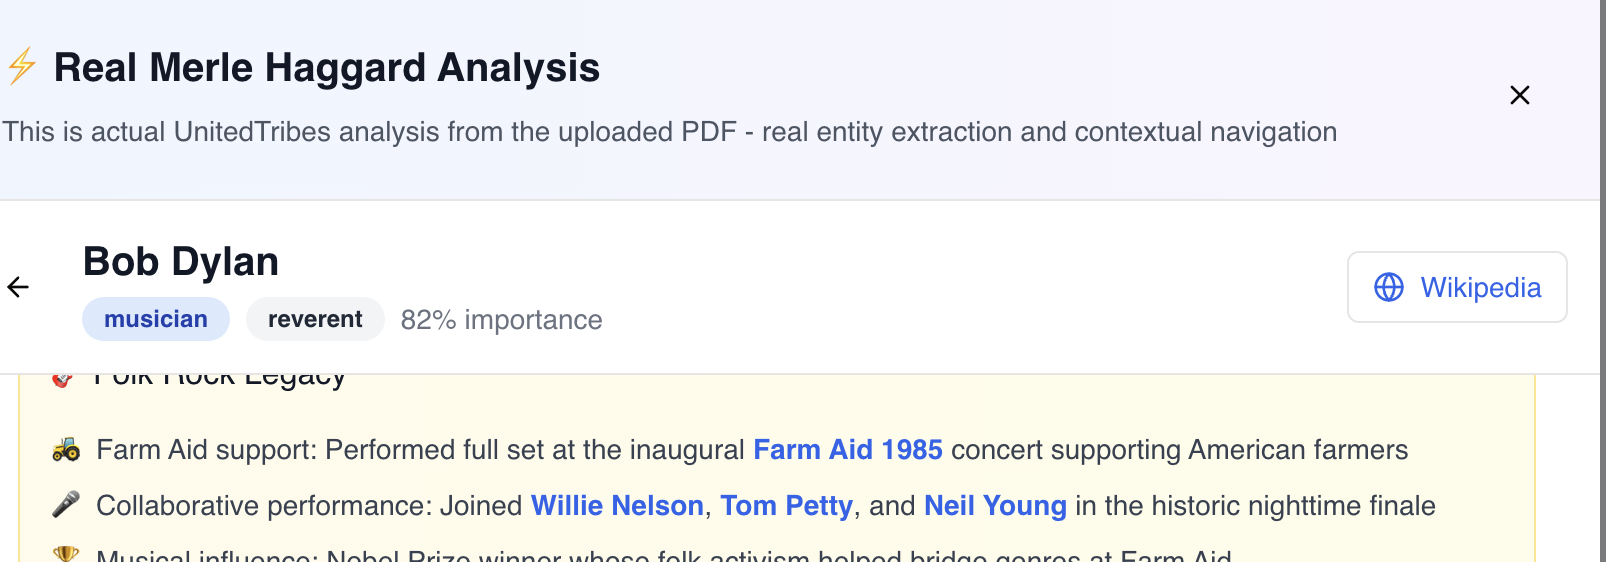 ⚡ Real Merle Haggard Analysis
This is actual UnitedTribes analysis from the uploaded PDF - real entity extraction and contextual navigation
Bob Dylan
musician reverent 82% importance
Wikipedia
Folk Rock Legacy
Farm Aid support: Performed full set at the inaugural Farm Aid 1985 concert supporting American farmers
Collaborative performance: Joined Willie Nelson, Tom Petty, and Neil Young in the historic nighttime finale
Musical influence: Nobel Prize winner whose folk activism helped bridge genres at Farm Aid